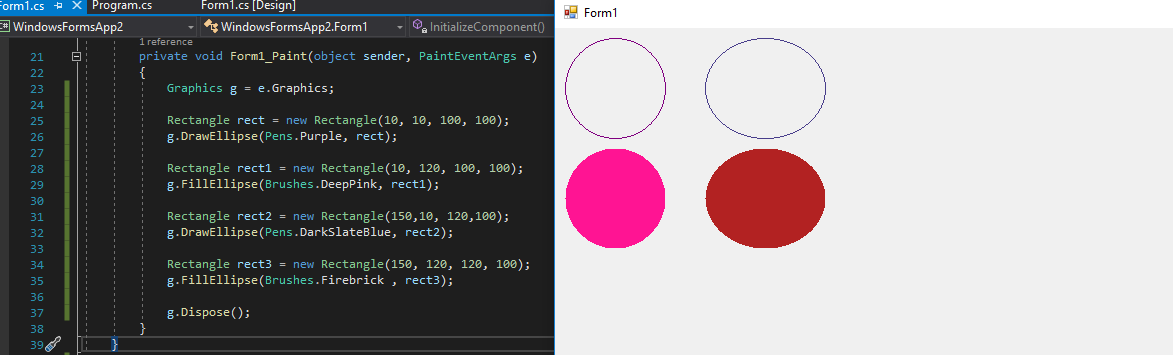 Form1.cs Program.cs Form1.cs [Design]
WindowsFormsApp2 WindowsFormsApp2.Form1 InitializeComponent()
1 reference
21 private void Form1_Paint(object sender, PaintEventArgs e)
22 {
23 Graphics g = e.Graphics;
24
25 Rectangle rect = new Rectangle(10, 10, 100, 100);
26 g.DrawEllipse(Pens.Purple, rect);
27
28 Rectangle rect1 = new Rectangle(10, 120, 100, 100);
29 g.FillEllipse(Brushes.DeepPink, rect1);
30
31 Rectangle rect2 = new Rectangle(150,10, 120,100);
32 g.DrawEllipse(Pens.DarkSlateBlue, rect2);
33
34 Rectangle rect3 = new Rectangle(150, 120, 120, 100);
35 g.FillEllipse(Brushes.Firebrick , rect3);
36
37 g.Dispose();
38 }
39 }
Form1